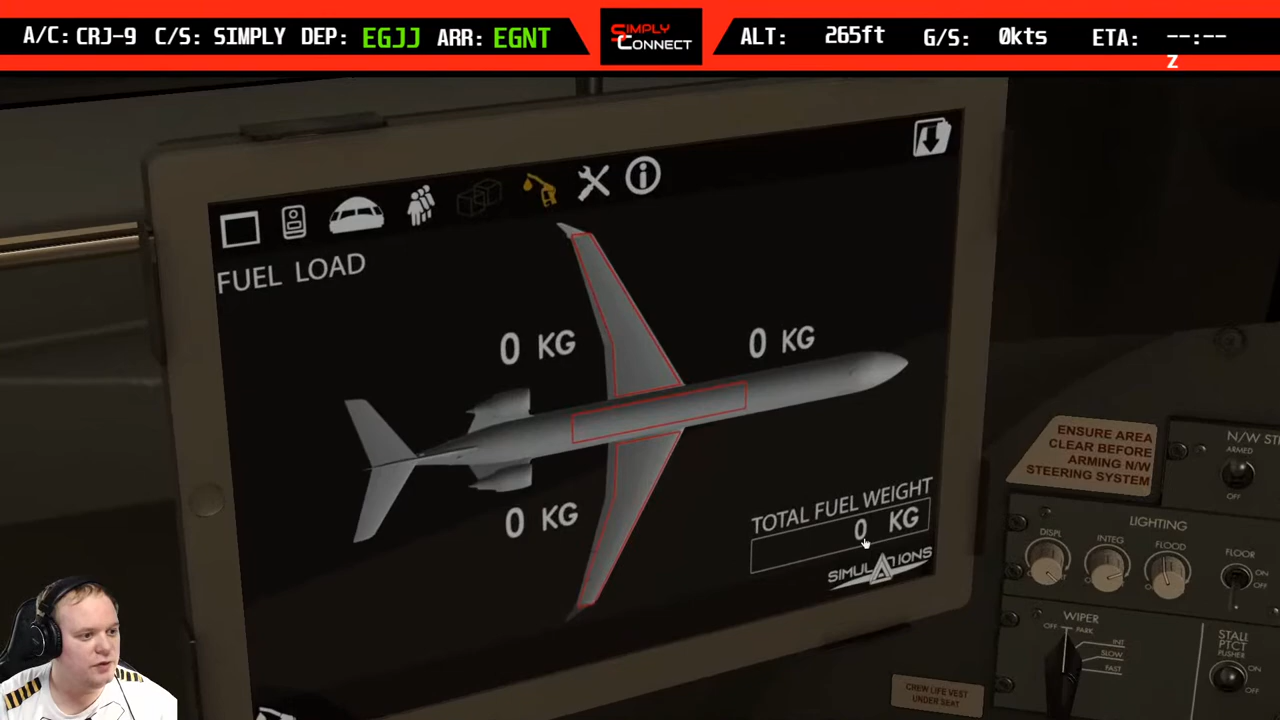 A/C: CRJ-9 C/S: SIMPLY DEP: EGJJ ARR: EGNT
SIMPLY
CONNECT
ALT: 265ft G/S: 0kts ETA: --:--
Z
FUEL LOAD
0 KG
0 KG
0 KG
TOTAL FUEL WEIGHT
0 KG
SIMULATIONS
ENSURE AREA
CLEAR BEFORE
ARMING N/W
STEERING SYSTEM
N/W
ARMED
OFF
LIGHTING
DISPL INTEG FLOOD FLOOR
ON
OFF
WIPER
OFF PARK INT
SLOW
FAST
STALL
PTCT
PUSHER
ON
OFF
CREW LIFE VEST
UNDER SEAT